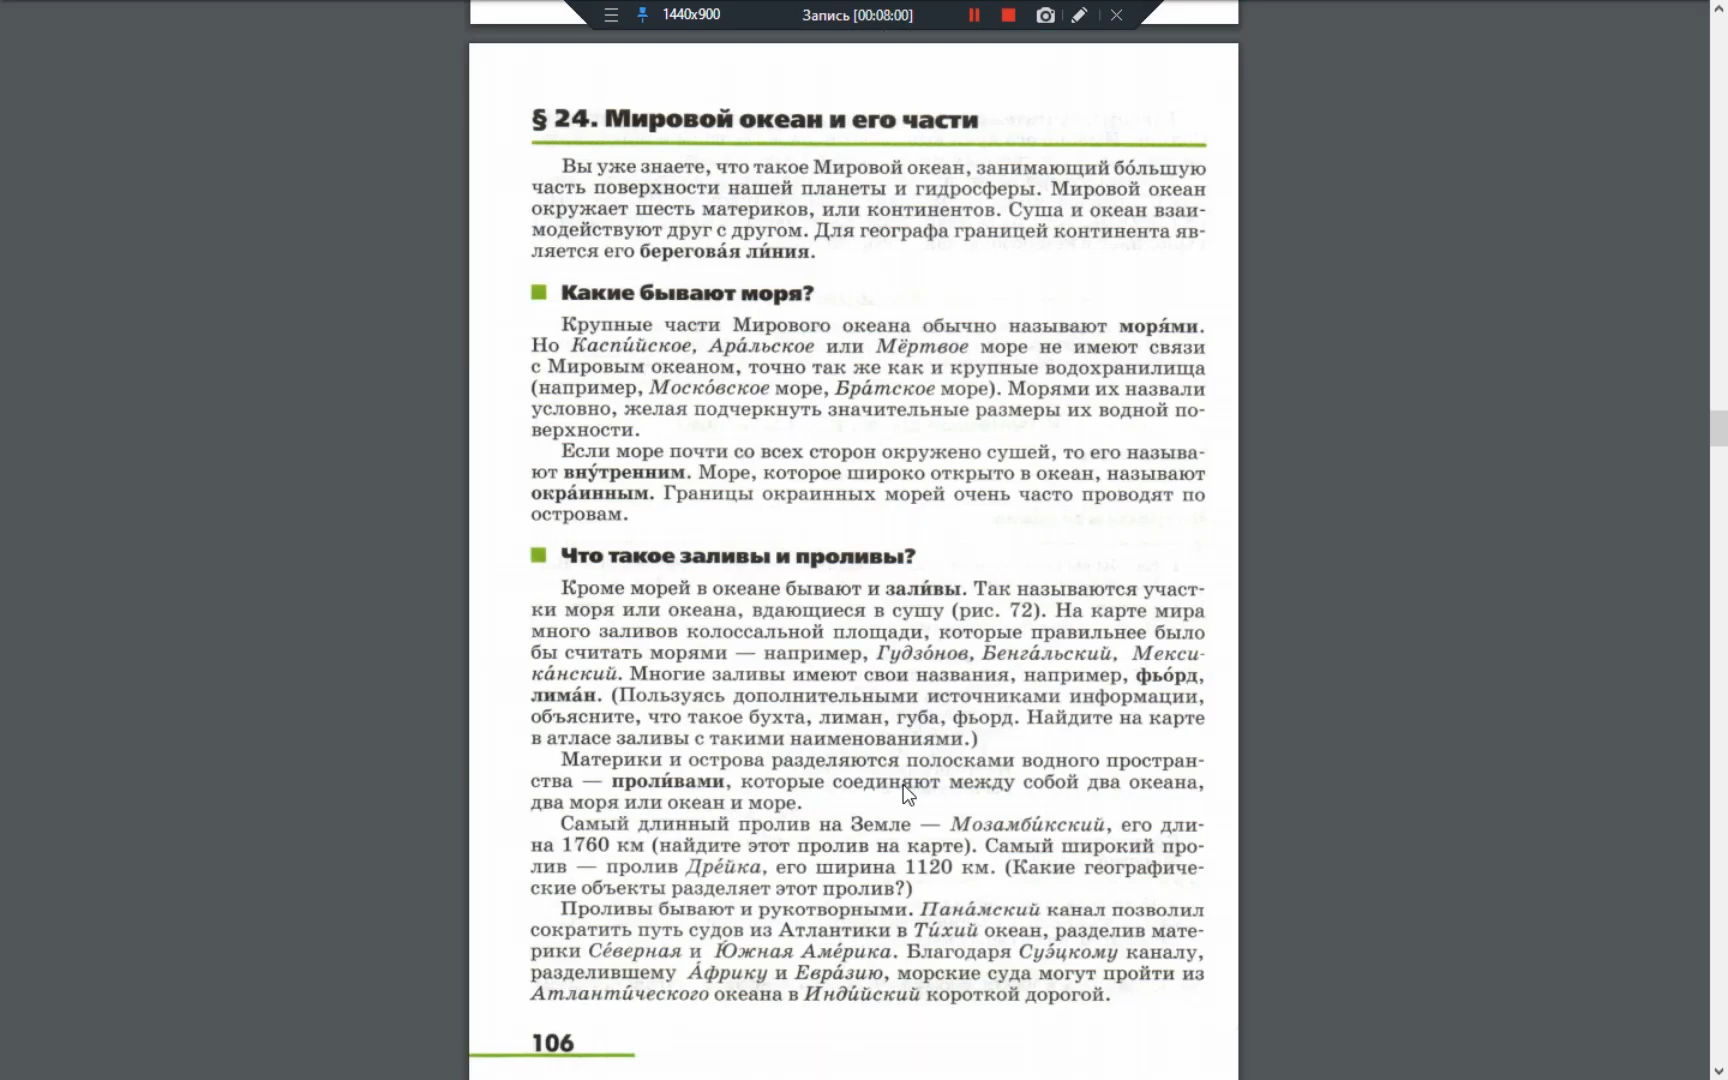 1440x900
Запись [00:08:00]
§ 24. Мировой океан и его части
Вы уже знаете, что такое Мировой океан, занимающий бо́льшую
часть поверхности нашей планеты и гидросферы. Мировой океан
окружает шесть материков, или континентов. Суша и океан взаи-
модействуют друг с другом. Для географа границей континента яв-
ляется его берегова́я ли́ния.
Какие бывают моря?
Крупные части Мирового океана обычно называют моря́ми.
Но Каспи́йское, Ара́льское или Мёртвое море не имеют связи
с Мировым океаном, точно так же как и крупные водохранилища
(например, Моско́вское море, Бра́тское море). Морями их назвали
условно, желая подчеркнуть значительные размеры их водной по-
верхности.
Если море почти со всех сторон окружено сушей, то его называ-
ют вну́тренним. Море, которое широко открыто в океан, называют
окра́инным. Границы окраинных морей очень часто проводят по
островам.
Что такое заливы и проливы?
Кроме морей в океане бывают и зали́вы. Так называются участ-
ки моря или океана, вдающиеся в сушу (рис. 72). На карте мира
много заливов колоссальной площади, которые правильнее было
бы считать морями — например, Гудзо́нов, Бенга́льский, Мекси-
ка́нский. Многие заливы имеют свои названия, например, фьо́рд,
лима́н. (Пользуясь дополнительными источниками информации,
объясните, что такое бухта, лиман, губа, фьорд. Найдите на карте
в атласе заливы с такими наименованиями.)
Материки и острова разделяются полосками водного простран-
ства — проли́вами, которые соединяют между собой два океана,
два моря или океан и море.
Самый длинный пролив на Земле — Мозамби́кский, его дли-
на 1760 км (найдите этот пролив на карте). Самый широкий про-
лив — пролив Дре́йка, его ширина 1120 км. (Какие географиче-
ские объекты разделяет этот пролив?)
Проливы бывают и рукотворными. Пана́мский канал позволил
сократить путь судов из Атлантики в Ти́хий океан, разделив мате-
рики Се́верная и Ю́жная Аме́рика. Благодаря Суэ́цкому каналу,
разделившему А́фрику и Евра́зию, морские суда могут пройти из
Атланти́ческого океана в Инди́йский короткой дорогой.
106